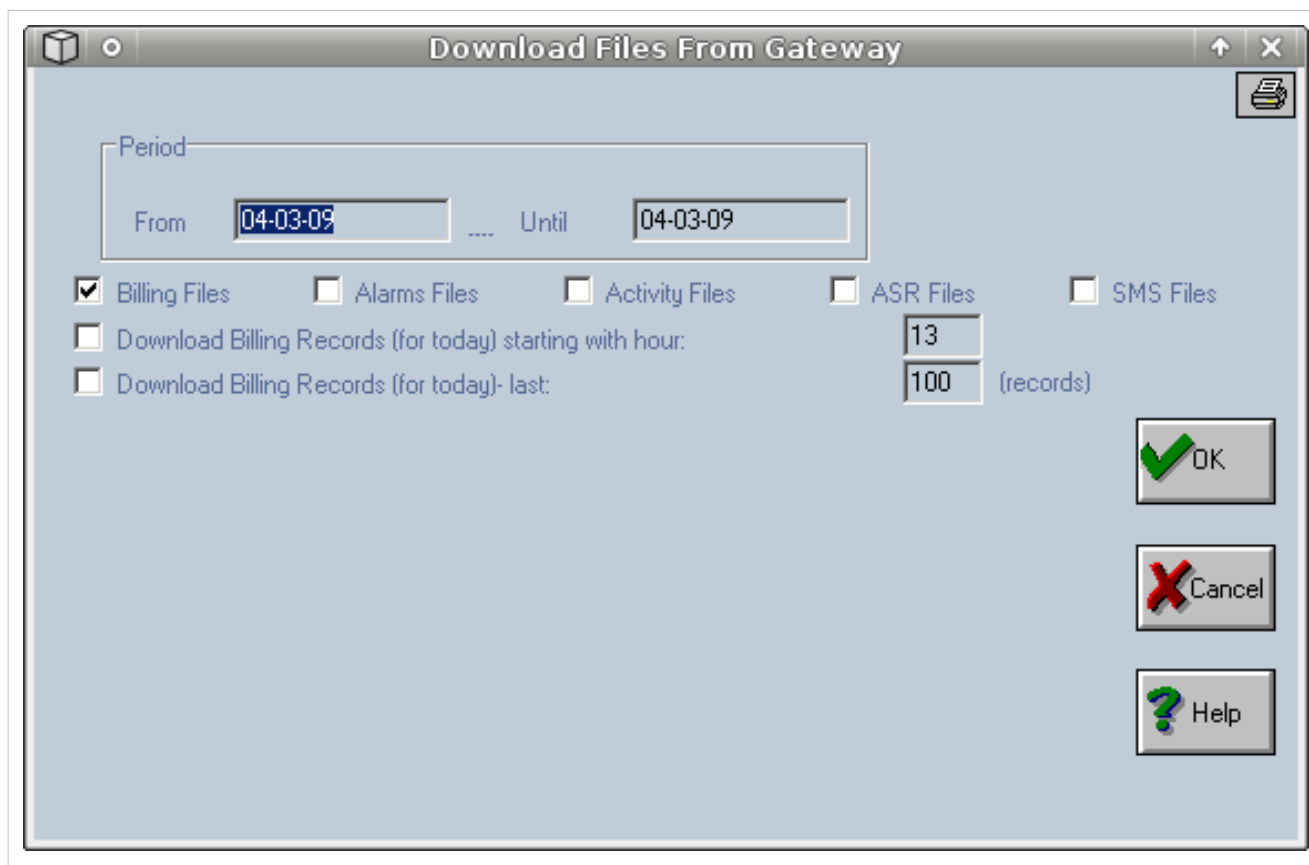 Download Files From Gateway
Period
From 04-03-09 .... Until 04-03-09
Billing Files Alarms Files Activity Files ASR Files SMS Files
Download Billing Records (for today) starting with hour: 13
Download Billing Records (for today)- last: 100 (records)
OK
Cancel
Help